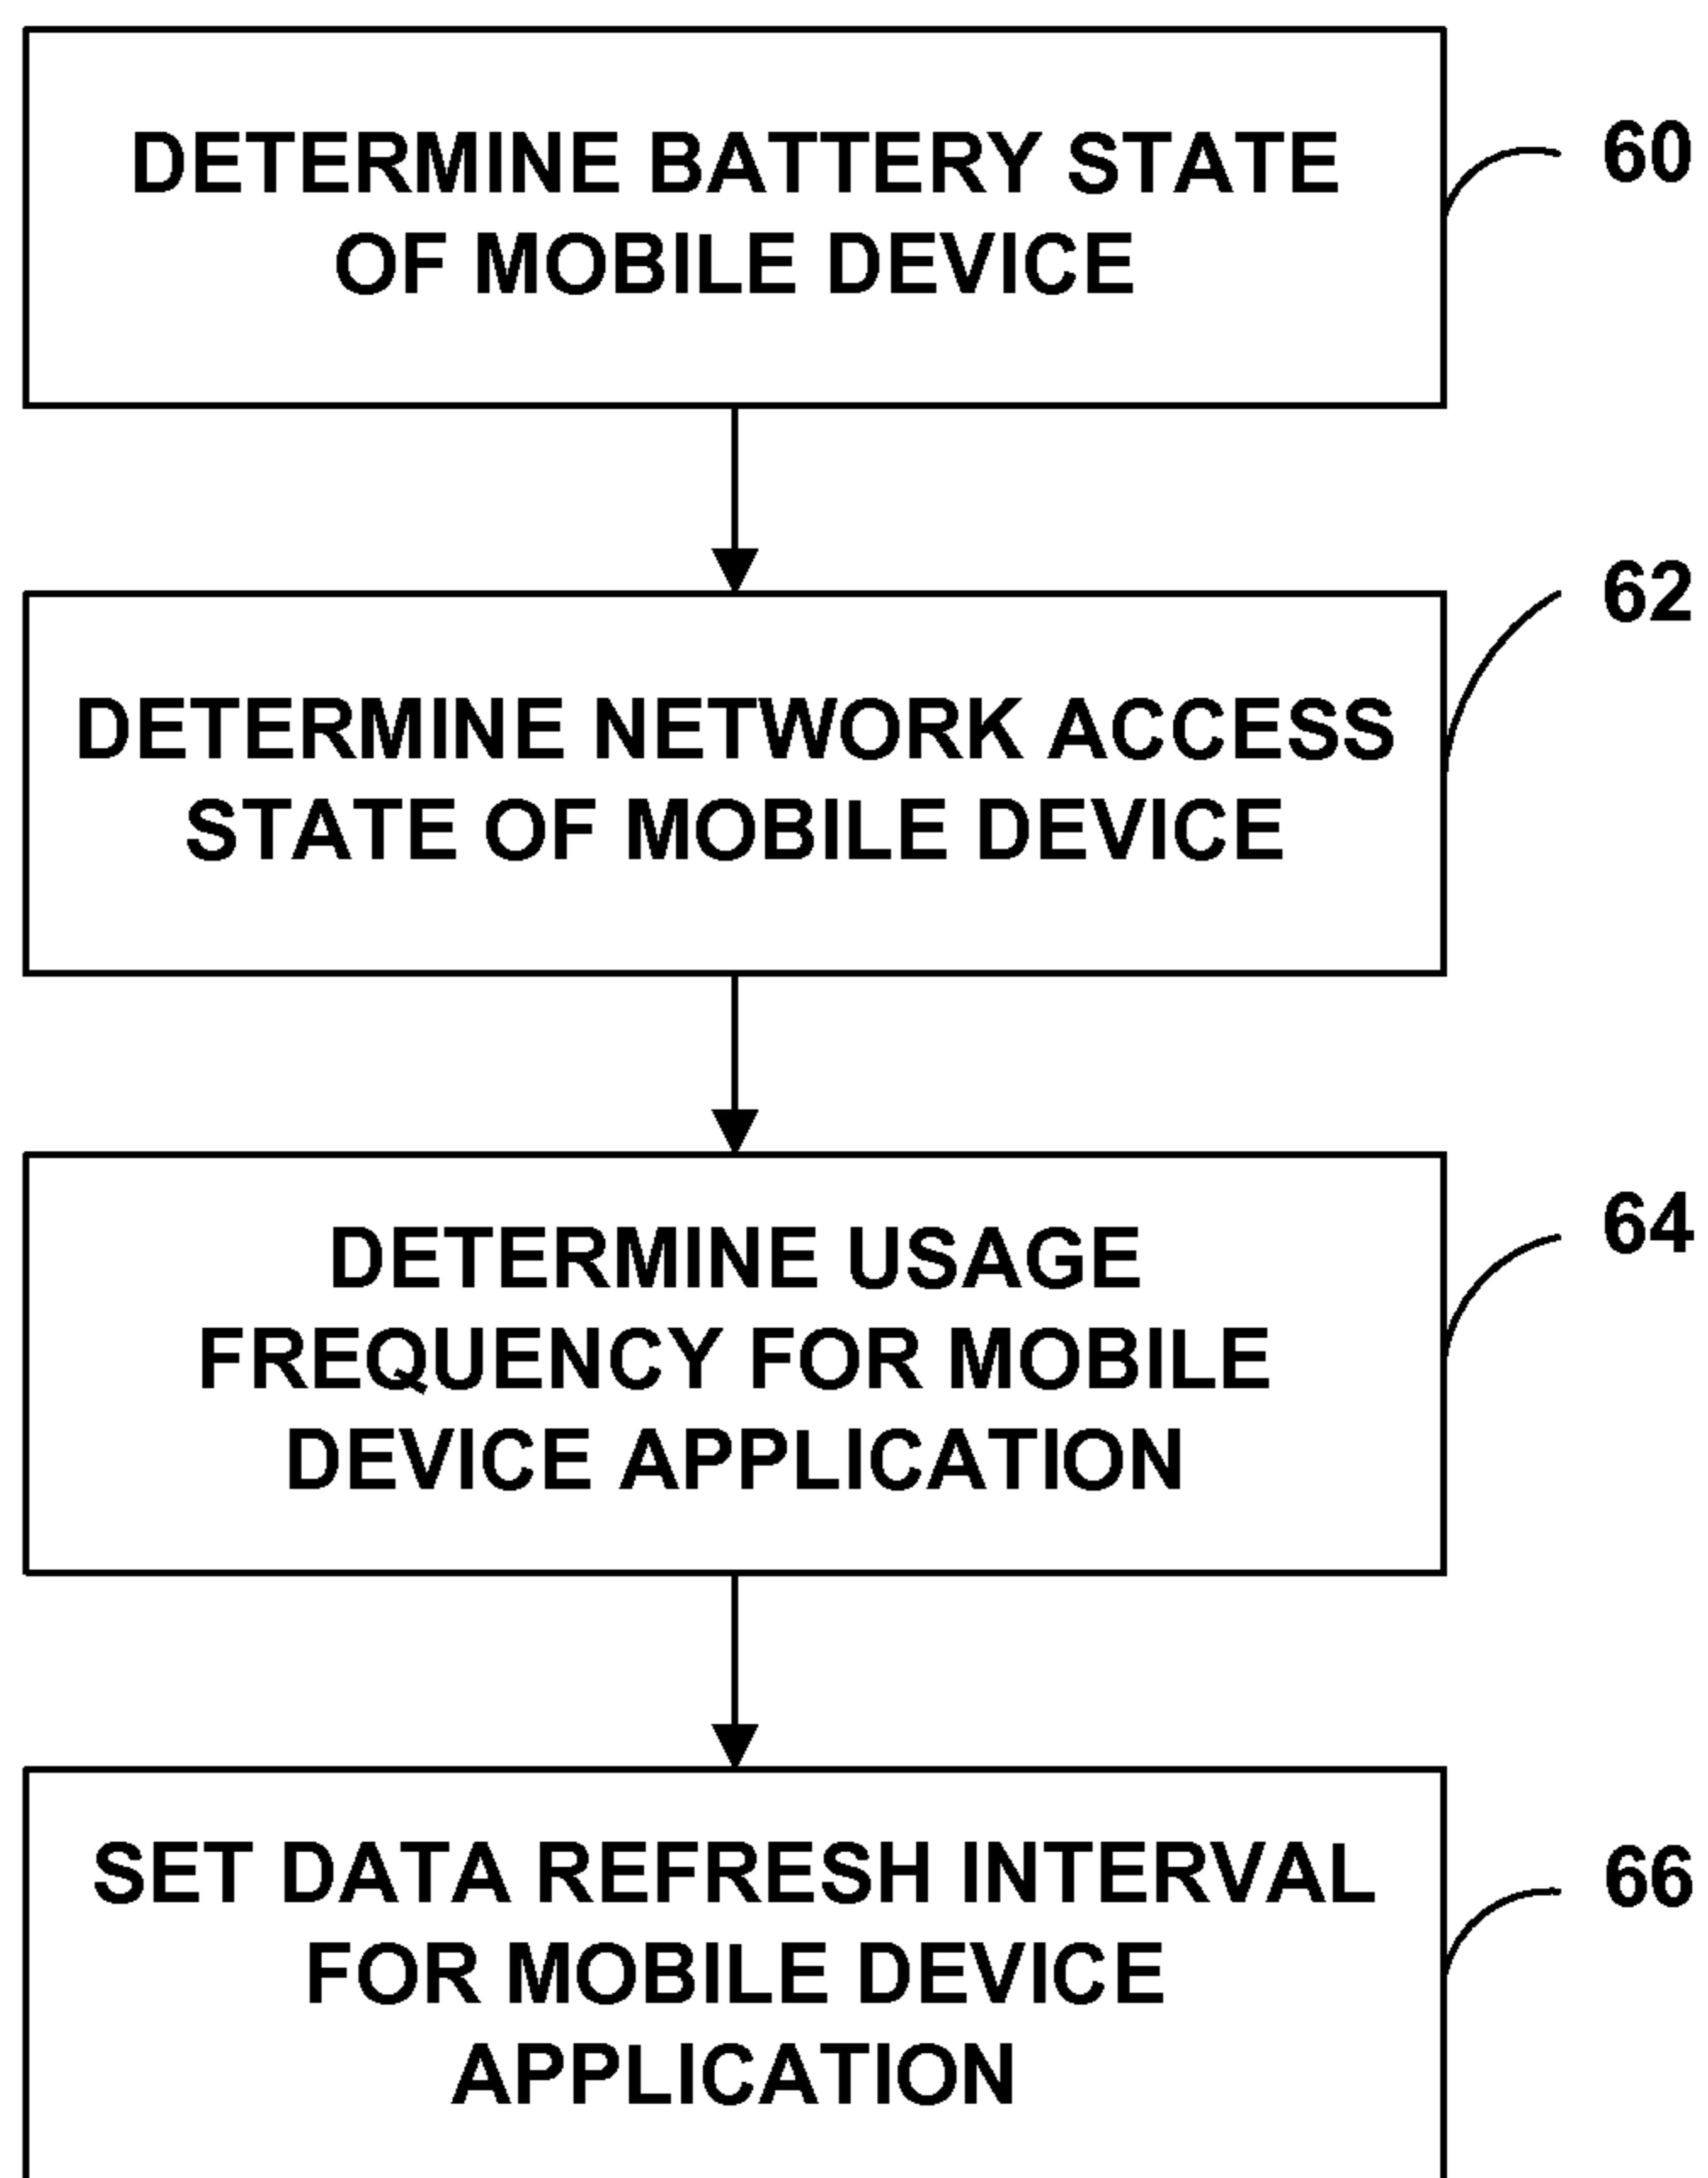 DETERMINE BATTERY STATE
OF MOBILE DEVICE
60
DETERMINE NETWORK ACCESS
STATE OF MOBILE DEVICE
62
DETERMINE USAGE
FREQUENCY FOR MOBILE
DEVICE APPLICATION
64
SET DATA REFRESH INTERVAL
FOR MOBILE DEVICE
APPLICATION
66